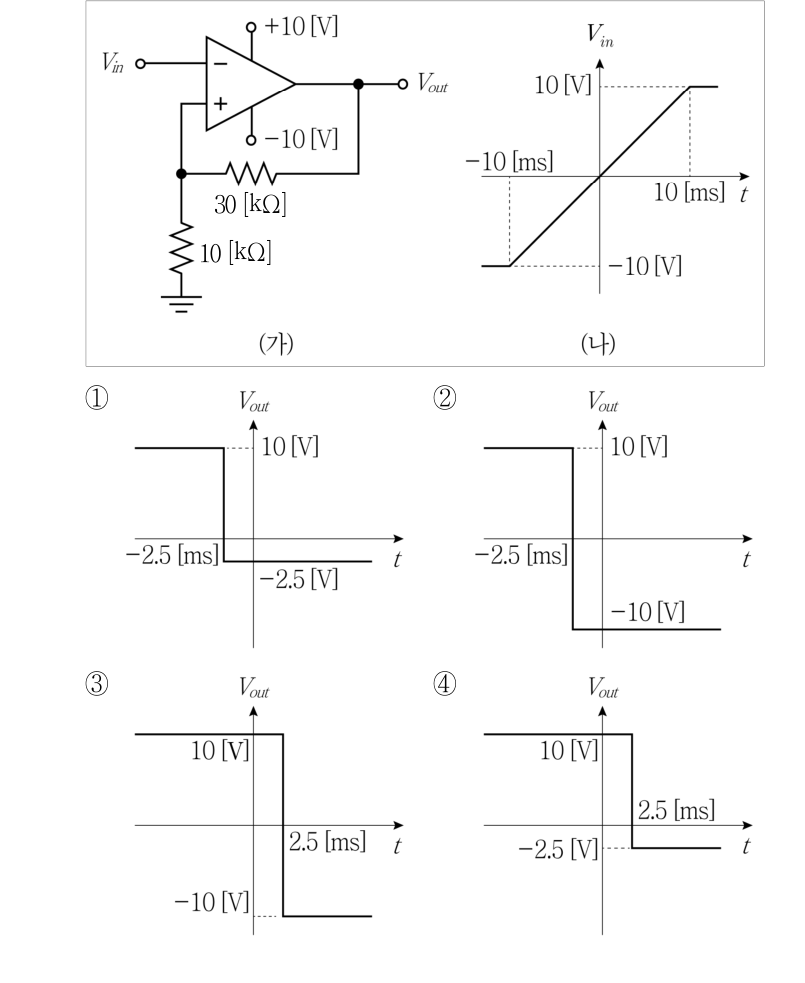 +10 [V]
V_in
−
V_out
+
−10 [V]
30 [kΩ]
10 [kΩ]
(가)
V_in
10 [V]
−10 [ms]
10 [ms] t
−10 [V]
(나)
①
V_out
10 [V]
−2.5 [ms]
t
−2.5 [V]
②
V_out
10 [V]
−2.5 [ms]
t
−10 [V]
③
V_out
10 [V]
2.5 [ms] t
−10 [V]
④
V_out
10 [V]
2.5 [ms]
−2.5 [V]
t